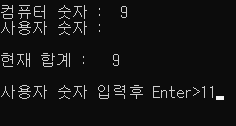 컴퓨터 숫자 : 9
사용자 숫자 :
현재 합계 : 9
사용자 숫자 입력후 Enter>11_